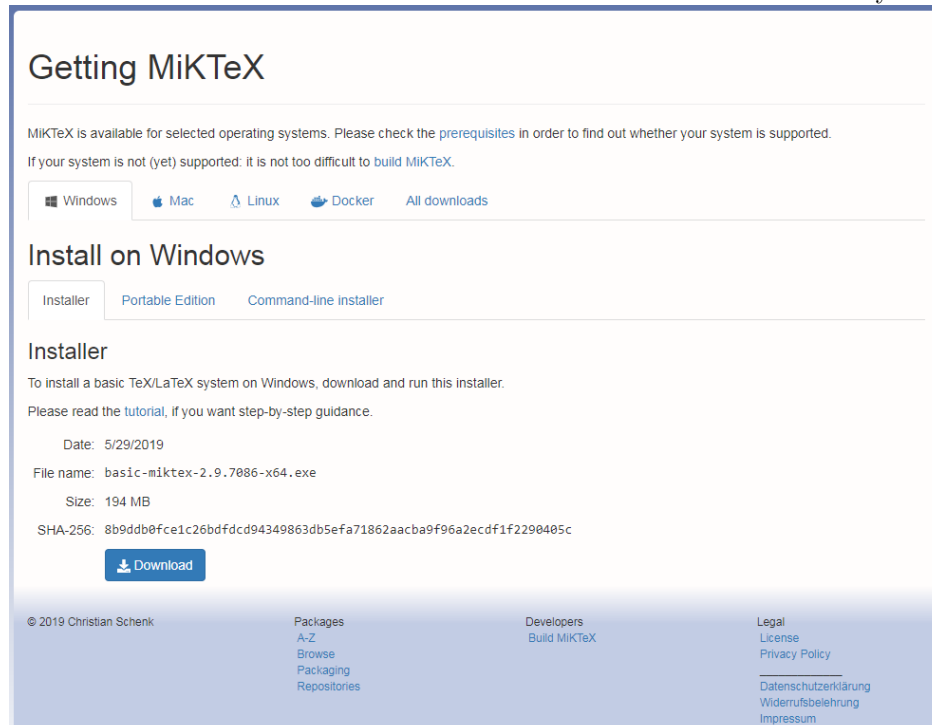 Getting MiKTeX
MiKTeX is available for selected operating systems. Please check the prerequisites in order to find out whether your system is supported.
If your system is not (yet) supported: it is not too difficult to build MiKTeX.
Windows Mac Linux Docker All downloads
Install on Windows
Installer Portable Edition Command-line installer
Installer
To install a basic TeX/LaTeX system on Windows, download and run this installer.
Please read the tutorial, if you want step-by-step guidance.
Date: 5/29/2019
File name: basic-miktex-2.9.7086-x64.exe
Size: 194 MB
SHA-256: 8b9ddb0fce1c26bdfdcd94349863db5efa71862aacba9f96a2ecdf1f2290405c
Download
© 2019 Christian Schenk Packages Developers Legal
A-Z Build MiKTeX License
Browse Privacy Policy
Packaging
Repositories Datenschutzerklärung
Widerrufsbelehrung
Impressum